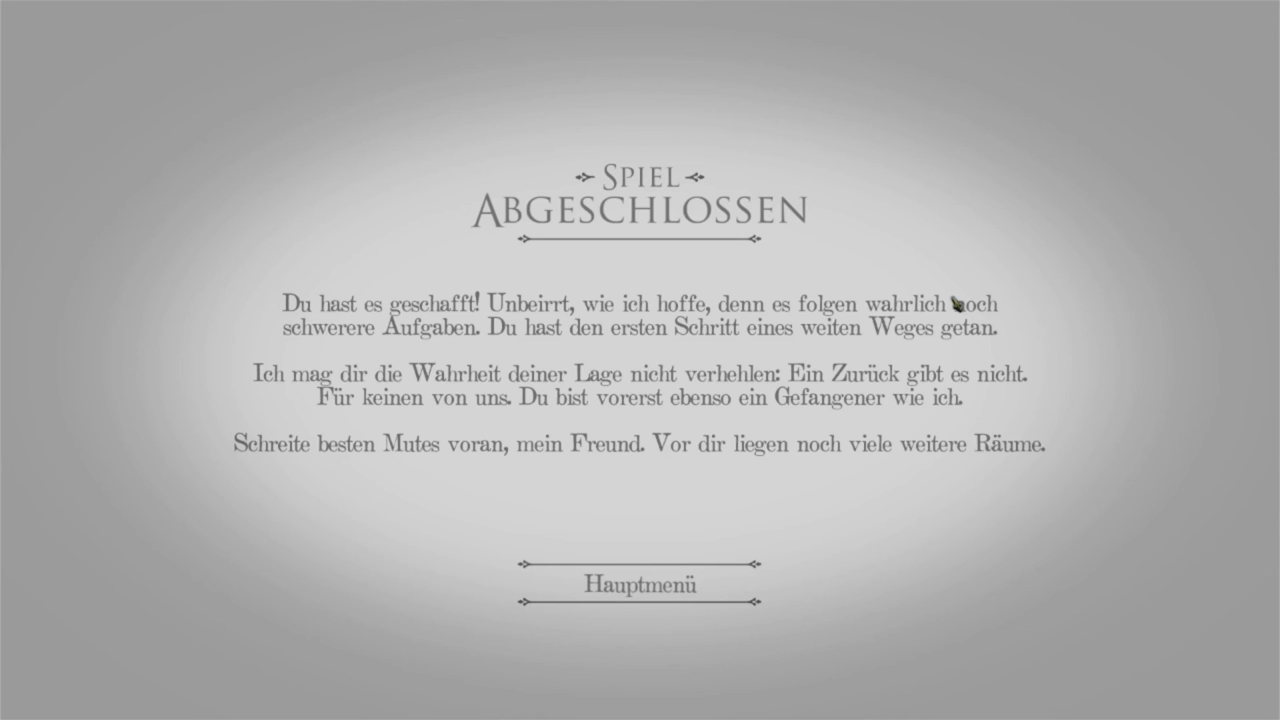 Spiel
Abgeschlossen
Du hast es geschafft! Unbeirrt, wie ich hoffe, denn es folgen wahrlich noch
schwerere Aufgaben. Du hast den ersten Schritt eines weiten Weges getan.
Ich mag dir die Wahrheit deiner Lage nicht verhehlen: Ein Zurück gibt es nicht.
Für keinen von uns. Du bist vorerst ebenso ein Gefangener wie ich.
Schreite besten Mutes voran, mein Freund. Vor dir liegen noch viele weitere Räume.
Hauptmenü